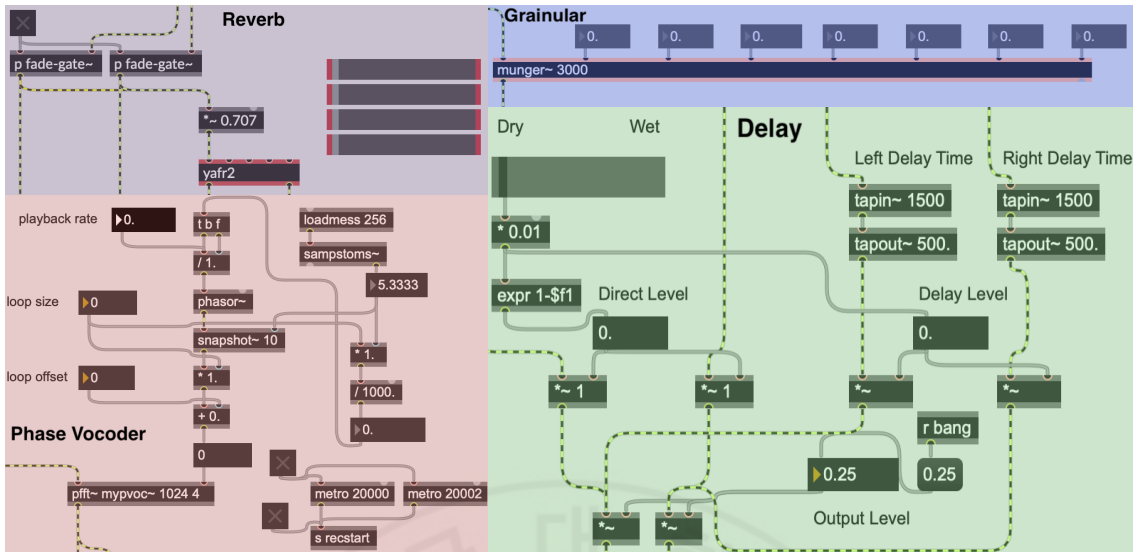 Reverb
p fade-gate~
p fade-gate~
*~ 0.707
yafr2
Grainular
0.
0.
0.
0.
0.
0.
0.
munger~ 3000
playback rate
0.
t b f
loadmess 256
/ 1.
sampstoms~
5.3333
loop size
0
phasor~
snapshot~ 10
* 1.
loop offset
0
* 1.
/ 1000.
+ 0.
0.
Phase Vocoder
0
pfft~ mypvoc~ 1024 4
metro 20000
metro 20002
s recstart
Dry
Wet
Delay
Left Delay Time
Right Delay Time
tapin~ 1500
tapin~ 1500
* 0.01
tapout~ 500.
tapout~ 500.
expr 1-$f1
Direct Level
Delay Level
0.
0.
*~ 1
*~ 1
*~
*~
r bang
0.25
0.25
*~
*~
Output Level